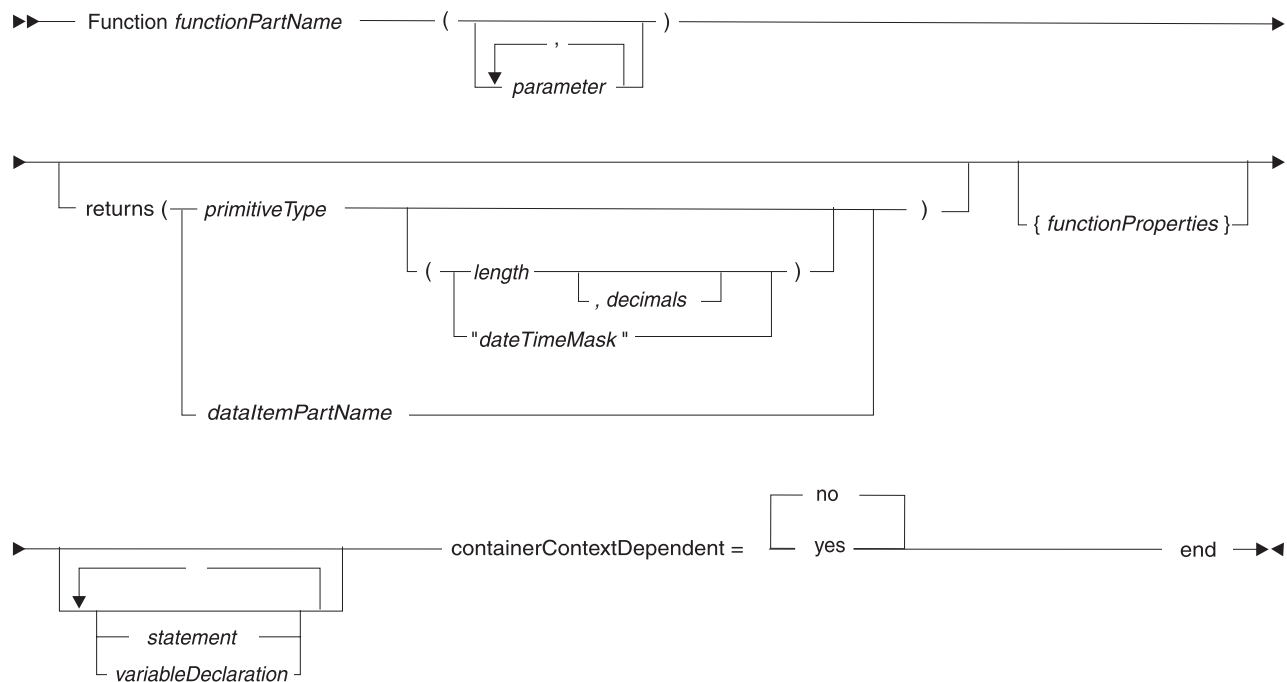 Function functionPartName ( )
,
parameter
returns ( primitiveType )
{ functionProperties }
( length )
, decimals
"dateTimeMask "
dataItemPartName
no
containerContextDependent = yes end
statement
variableDeclaration